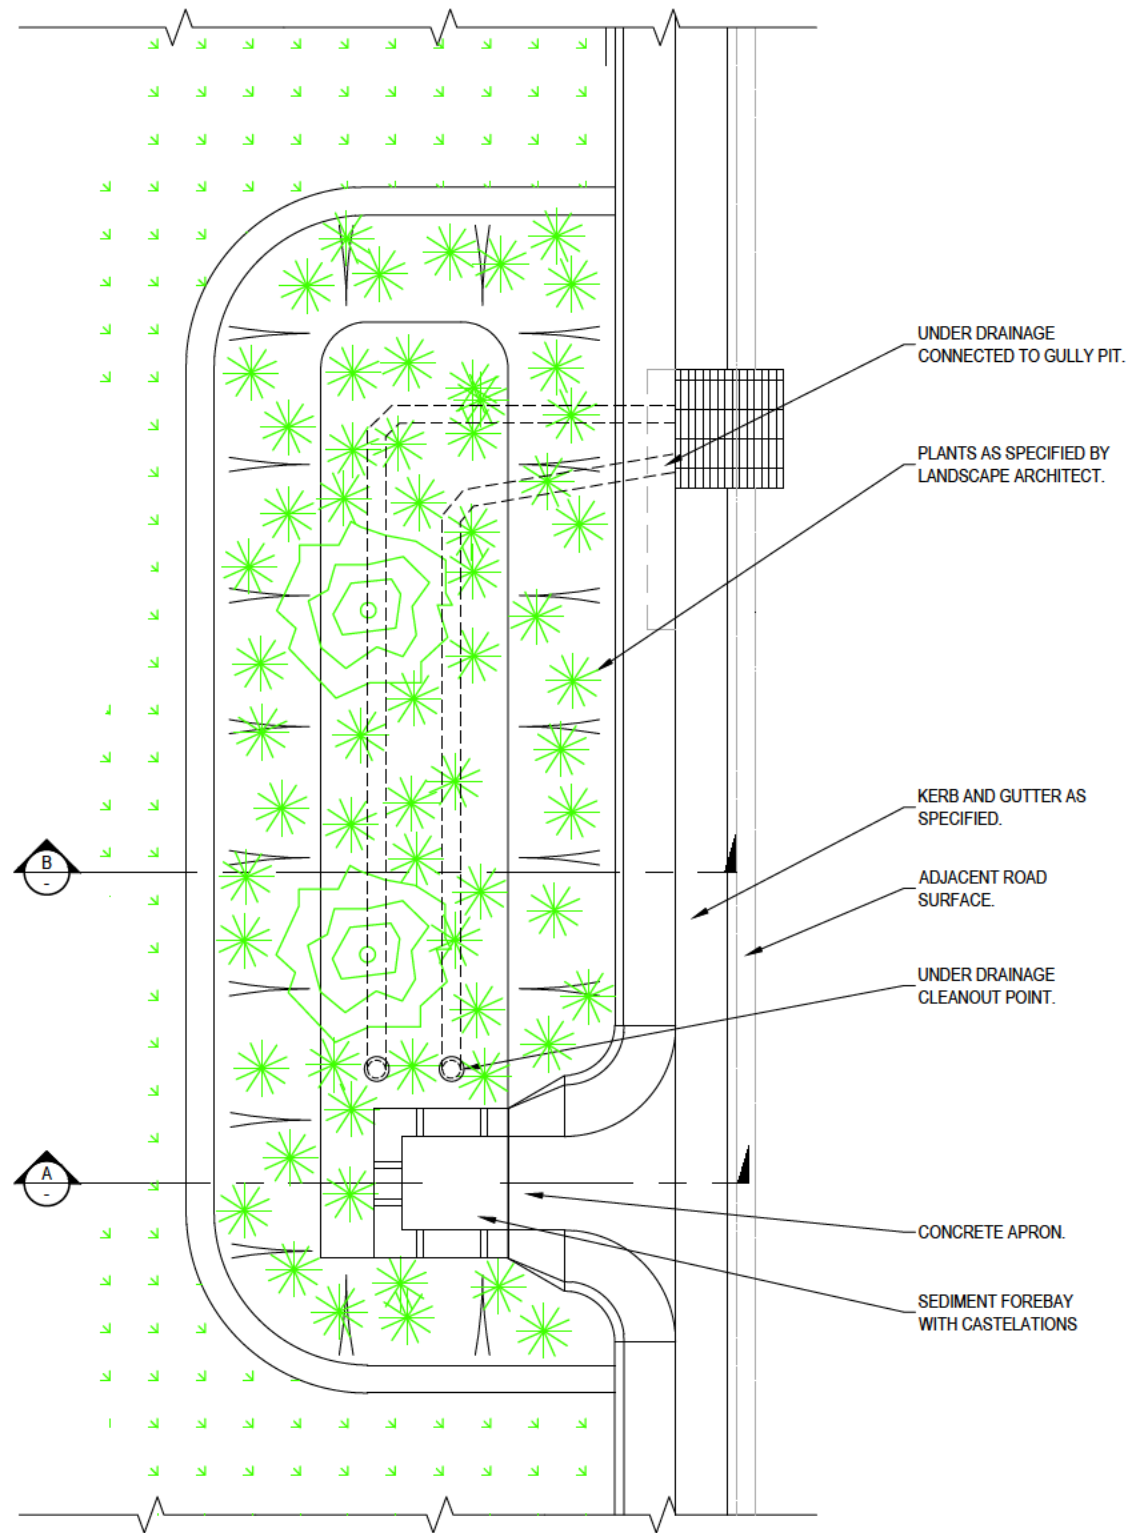 UNDER DRAINAGE
CONNECTED TO GULLY PIT.
PLANTS AS SPECIFIED BY
LANDSCAPE ARCHITECT.
KERB AND GUTTER AS
SPECIFIED.
B
-
ADJACENT ROAD
SURFACE.
UNDER DRAINAGE
CLEANOUT POINT.
A
-
CONCRETE APRON.
SEDIMENT FOREBAY
WITH CASTELATIONS